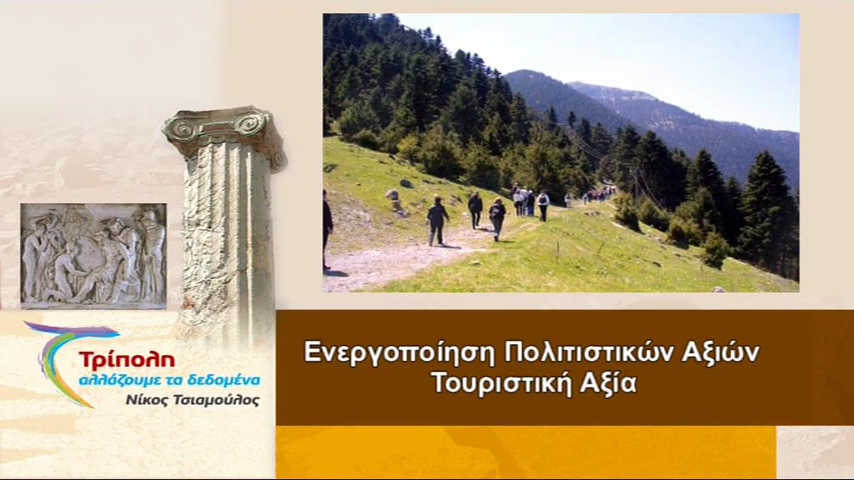 Τρίπολη
αλλάζουμε τα δεδομένα
Νίκος Τσιαμούλος
Ενεργοποίηση Πολιτιστικών Αξιών
Τουριστική Αξία